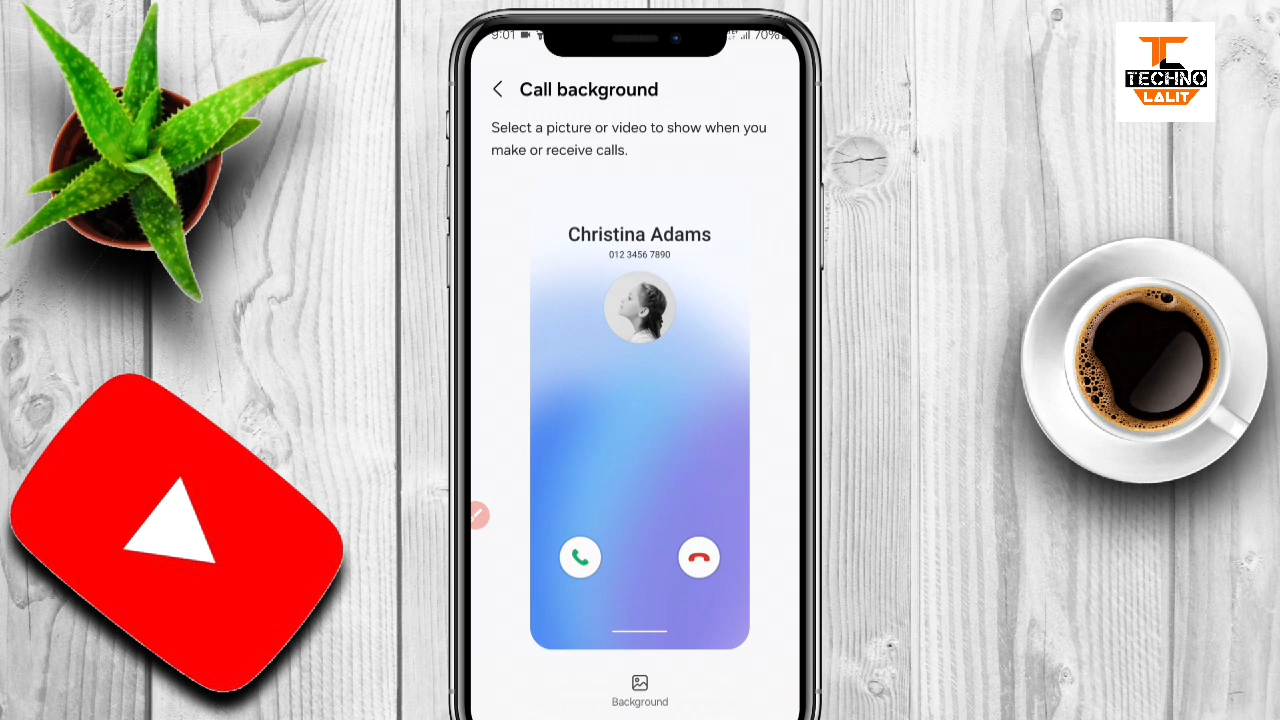 9:01
70%
TECHNO
LALIT
Call background
Select a picture or video to show when you
make or receive calls.
Christina Adams
012 3456 7890
Background